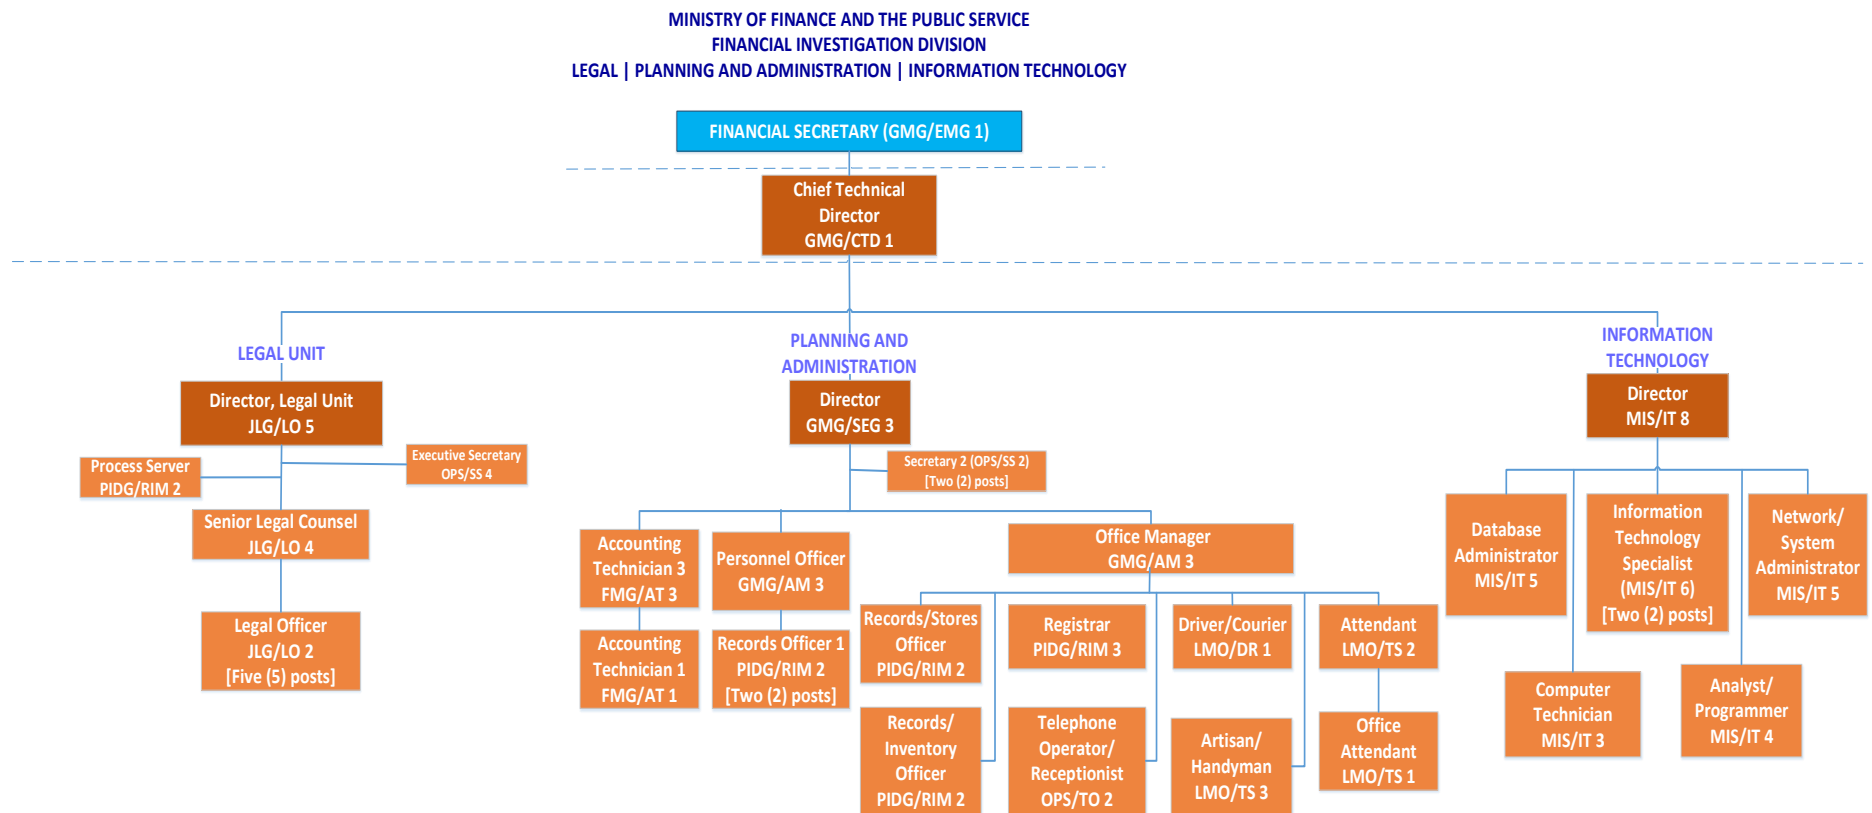 MINISTRY OF FINANCE AND THE PUBLIC SERVICE
FINANCIAL INVESTIGATION DIVISION
LEGAL | PLANNING AND ADMINISTRATION | INFORMATION TECHNOLOGY
FINANCIAL SECRETARY (GMG/EMG 1)
Chief Technical
Director
GMG/CTD 1
LEGAL UNIT
Director, Legal Unit
JLG/LO 5
Process Server
PIDG/RIM 2
Executive Secretary
OPS/SS 4
Senior Legal Counsel
JLG/LO 4
Legal Officer
JLG/LO 2
[Five (5) posts]
PLANNING AND
ADMINISTRATION
Director
GMG/SEG 3
Secretary 2 (OPS/SS 2)
[Two (2) posts]
Accounting
Technician 3
FMG/AT 3
Accounting
Technician 1
FMG/AT 1
Personnel Officer
GMG/AM 3
Records Officer 1
PIDG/RIM 2
[Two (2) posts]
Office Manager
GMG/AM 3
Records/Stores
Officer
PIDG/RIM 2
Registrar
PIDG/RIM 3
Driver/Courier
LMO/DR 1
Attendant
LMO/TS 2
Records/
Inventory
Officer
PIDG/RIM 2
Telephone
Operator/
Receptionist
OPS/TO 2
Artisan/
Handyman
LMO/TS 3
Office
Attendant
LMO/TS 1
INFORMATION
TECHNOLOGY
Director
MIS/IT 8
Database
Administrator
MIS/IT 5
Information
Technology
Specialist
(MIS/IT 6)
[Two (2) posts]
Network/
System
Administrator
MIS/IT 5
Computer
Technician
MIS/IT 3
Analyst/
Programmer
MIS/IT 4